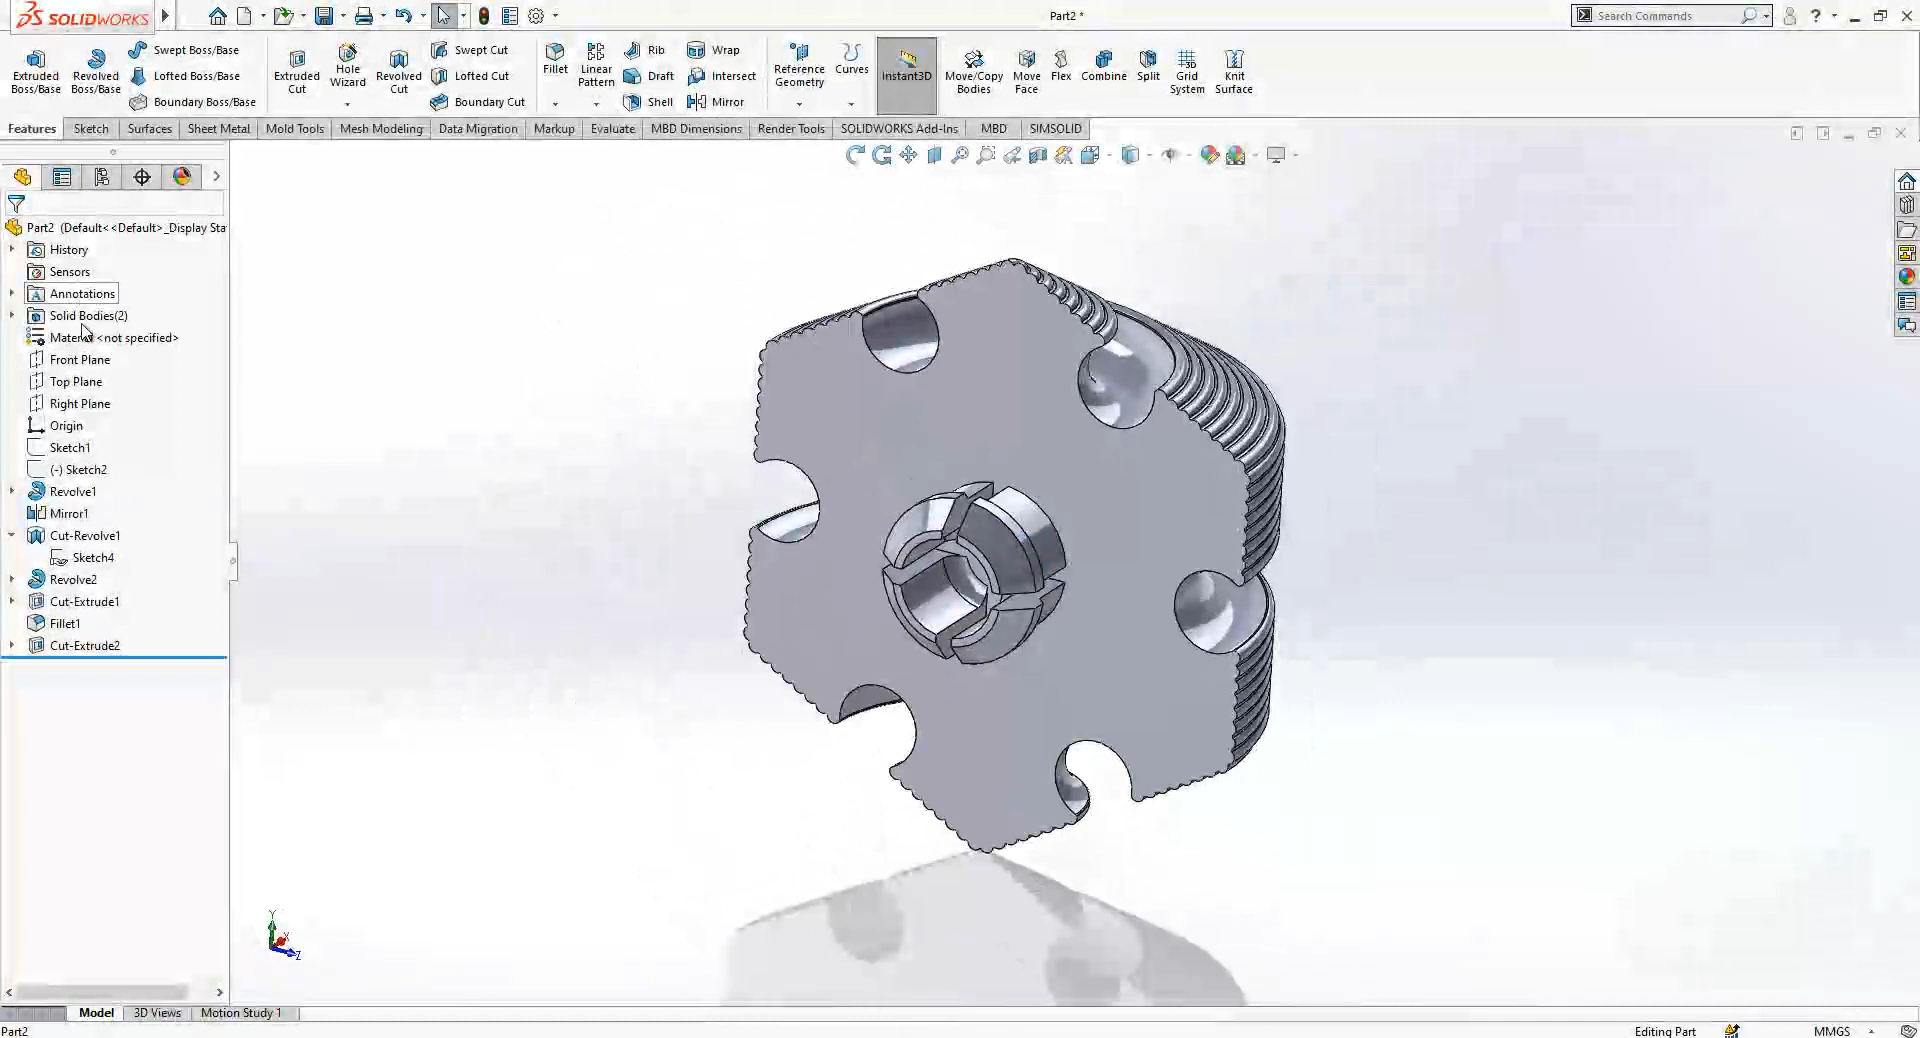 SOLIDWORKS
Part2 *
Search Commands
Extruded Boss/Base
Revolved Boss/Base
Swept Boss/Base
Lofted Boss/Base
Boundary Boss/Base
Extruded Cut
Hole Wizard
Revolved Cut
Swept Cut
Lofted Cut
Boundary Cut
Fillet
Linear Pattern
Rib
Draft
Shell
Wrap
Intersect
Mirror
Reference Geometry
Curves
Instant3D
Move/Copy Bodies
Move Face
Flex
Combine
Split
Grid System
Knit Surface
Features
Sketch
Surfaces
Sheet Metal
Mold Tools
Mesh Modeling
Data Migration
Markup
Evaluate
MBD Dimensions
Render Tools
SOLIDWORKS Add-Ins
MBD
SIMSOLID
Part2 (Default<<Default>_Display Sta
History
Sensors
Annotations
Solid Bodies(2)
<not specified>
Front Plane
Top Plane
Right Plane
Origin
Sketch1
(-) Sketch2
Revolve1
Mirror1
Cut-Revolve1
Sketch4
Revolve2
Cut-Extrude1
Fillet1
Cut-Extrude2
Y
X
Z
Model
3D Views
Motion Study 1
Part2
Editing Part
MMGS